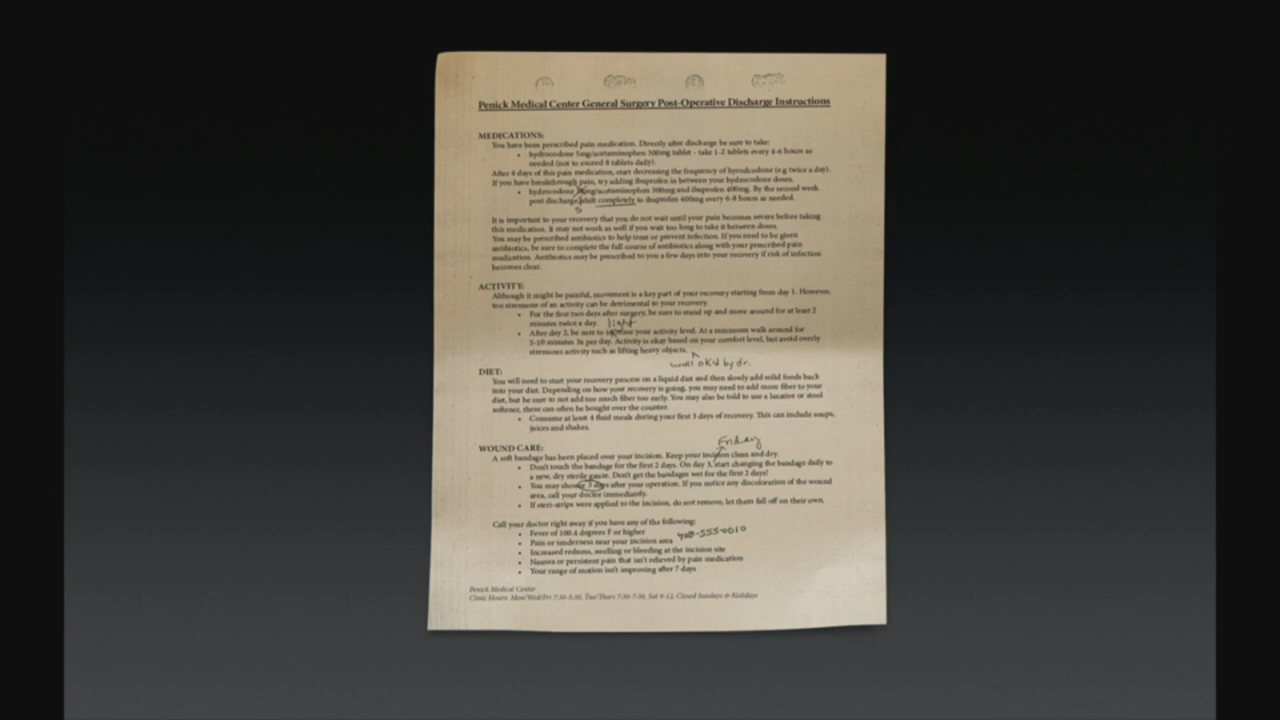 Penick Medical Center General Surgery Post-Operative Discharge Instructions
MEDICATIONS:
You have been prescribed pain medication. Directly after discharge be sure to take:
• hydrocodone 5mg/acetaminophen 300mg tablet - take 1-2 tablets every 4-6 hours as
needed (not to exceed 8 tablets daily).
After 4 days of this pain medication, start decreasing the frequency of hyrodcodone (e.g twice a day).
If you have breakthrough pain, try adding ibuprofen in between your hydrocodone doses.
• hydrocodone /acetaminophen 300mg and ibuprofen 400mg. By the second week
post discharge, shift completely to ibuprofen 400mg every 6-8 hours as needed.
5
It is important to your recovery that you do not wait until your pain becomes severe before taking
this medication. It may not work as well if you wait too long to take it between doses.
You may be prescribed antibiotics to help treat or prevent infection. If you need to be given
antibiotics, be sure to complete the full course of antibiotics along with your prescribed pain
medication. Antibiotics may be prescribed to you a few days into your recovery if risk of infection
becomes clear.
ACTIVITY:
Although it might be painful, movement is a key part of your recovery starting from day 1. However,
too strenuous of an activity can be detrimental to your recovery.
• For the first two days after surgery, be sure to stand up and move around for at least 2
minutes twice a day. light
• After day 2, be sure to increase your activity level. At a minimum walk around for
5-10 minutes 3x per day. Activity is okay based on your comfort level, but avoid overly
strenuous activity such as lifting heavy objects.
until OK'd by dr.
DIET:
You will need to start your recovery process on a liquid diet and then slowly add solid foods back
into your diet. Depending on how your recovery is going, you may need to add more fiber to your
diet, but be sure to not add too much fiber too early. You may also be told to use a laxative or stool
softener, these can often be bought over the counter.
• Consume at least 4 fluid meals during your first 3 days of recovery. This can include soups,
juices and shakes.
Friday
WOUND CARE:
A soft bandage has been placed over your incision. Keep your incision clean and dry.
• Don't touch the bandage for the first 2 days. On day 3, start changing the bandage daily to
a new, dry sterile gauze. Don't get the bandages wet for the first 2 days!
• You may shower 3 days after your operation. If you notice any discoloration of the wound
area, call your doctor immediately.
• If steri-strips were applied to the incision, do not remove, let them fall off on their own.
Call your doctor right away if you have any of the following:
• Fever of 100.4 degrees F or higher
• Pain or tenderness near your incision area 408-555-0010
• Increased redness, swelling or bleeding at the incision site
• Nausea or persistent pain that isn't relieved by pain medication
• Your range of motion isn't improving after 7 days
Penick Medical Center
Clinic Hours: Mon/Wed/Fri 7:30-5:30, Tue/Thurs 7:30-7:30, Sat 9-12, Closed Sundays & Holidays